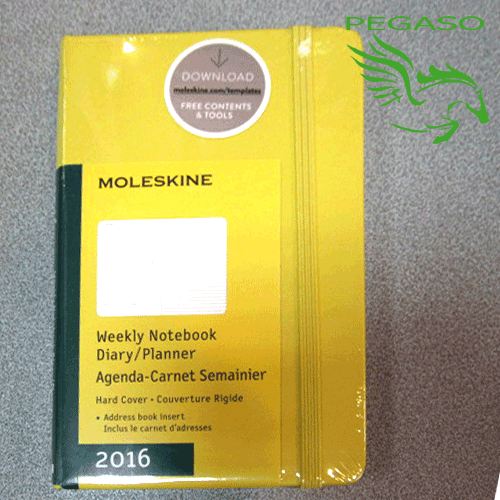 PEGASO
DOWNLOAD
moleskine.com/templates
FREE CONTENTS
& TOOLS
MOLESKINE
Weekly Notebook
Diary/Planner
Agenda-Carnet Semainier
Hard Cover • Couverture Rigide
• Address book insert
Inclus le carnet d'adresses
2016